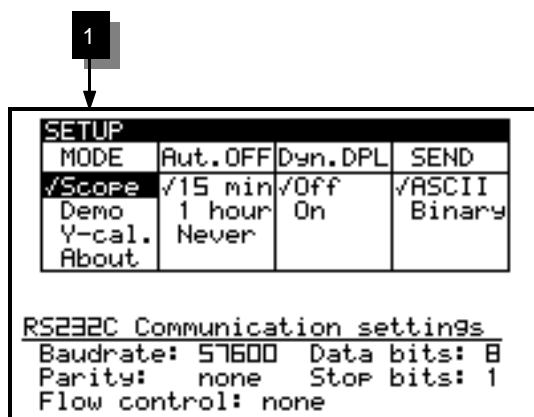 1
SETUP
MODE Aut.OFF Dyn.DPL SEND
√Scope √15 min √Off √ASCII
Demo 1 hour On Binary
Y-cal. Never
About
RS232C Communication settings
Baudrate: 57600 Data bits: 8
Parity: none Stop bits: 1
Flow control: none